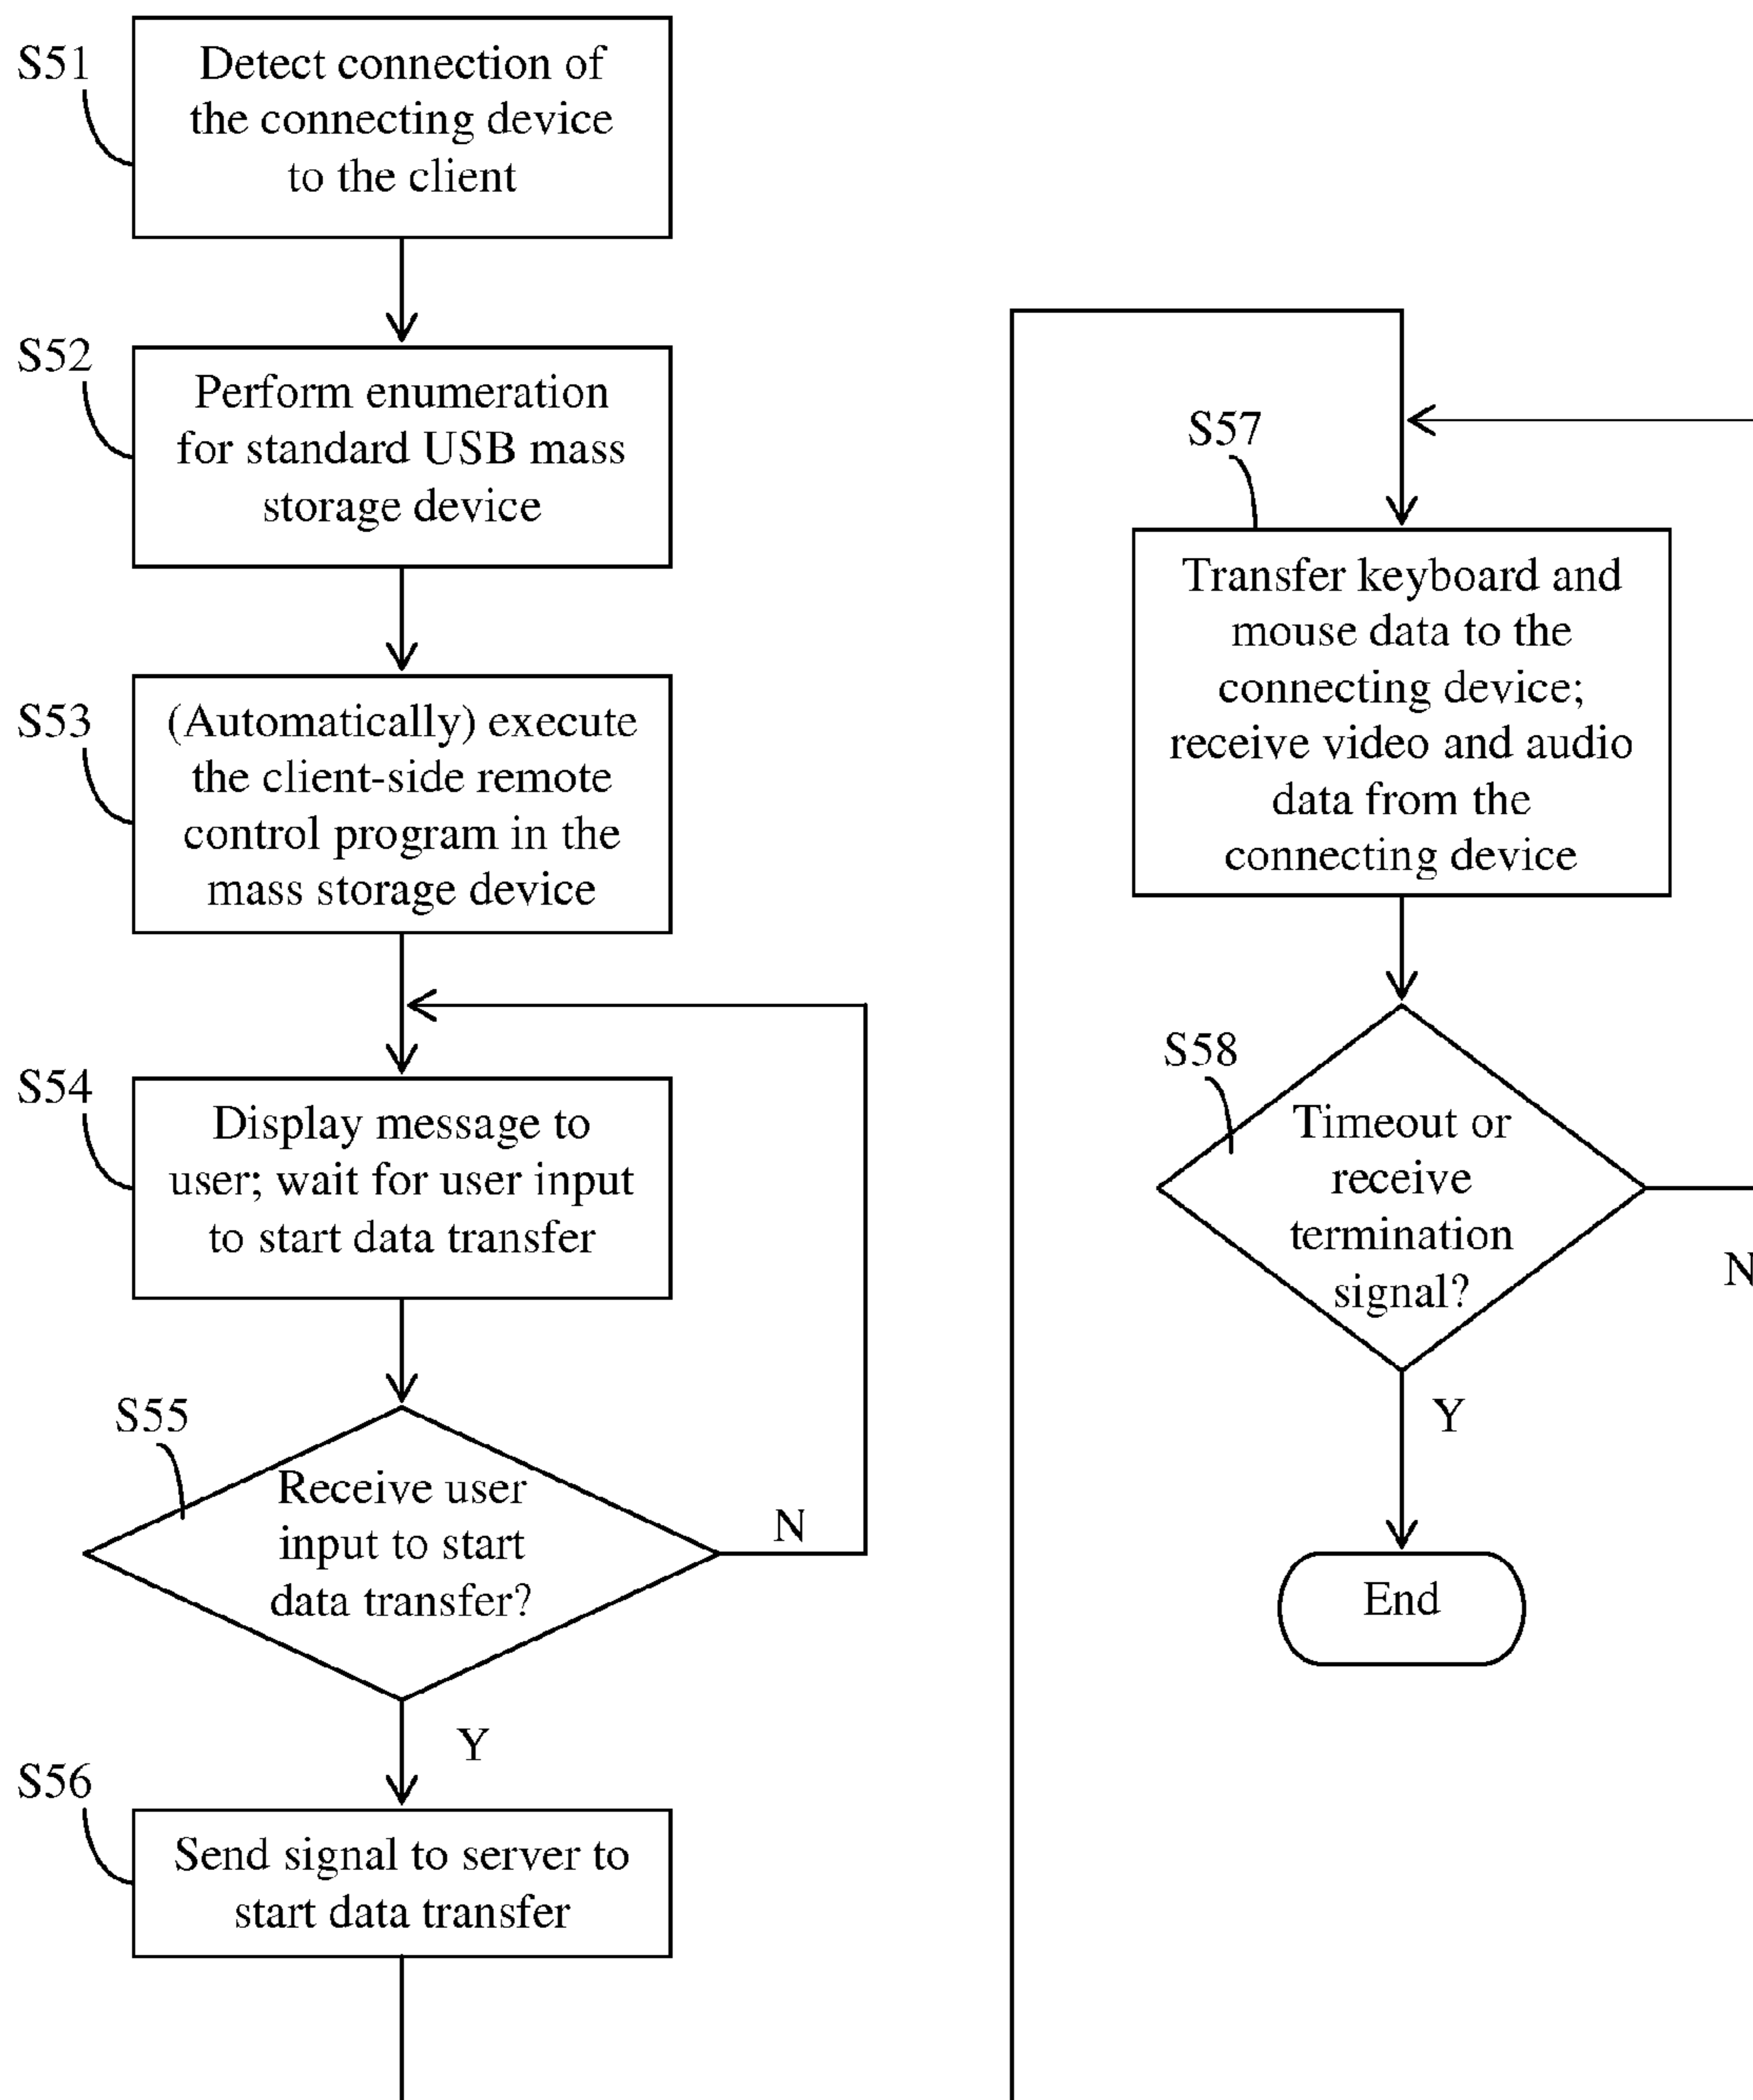 S51
Detect connection of
the connecting device
to the client
S52
Perform enumeration
for standard USB mass
storage device
S53
(Automatically) execute
the client-side remote
control program in the
mass storage device
S54
Display message to
user; wait for user input
to start data transfer
S55
Receive user
input to start
data transfer?
N
Y
S56
Send signal to server to
start data transfer
S57
Transfer keyboard and
mouse data to the
connecting device;
receive video and audio
data from the
connecting device
S58
Timeout or
receive
termination
signal?
N
Y
End